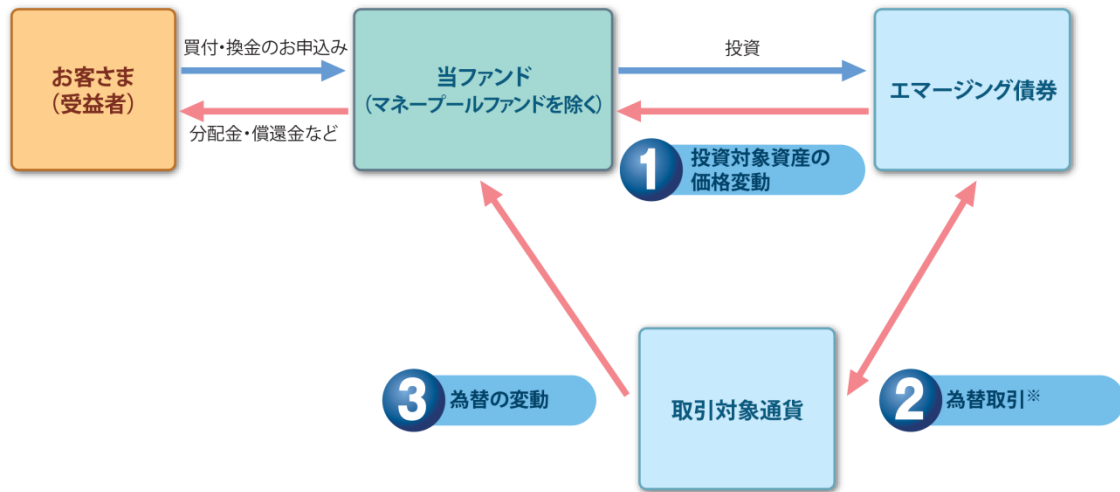 お客さま
(受益者)
買付・換金のお申込み
分配金・償還金など
当ファンド
(マネープールファンドを除く)
投資
エマージング債券
1
投資対象資産の
価格変動
3
為替の変動
取引対象通貨
2
為替取引※